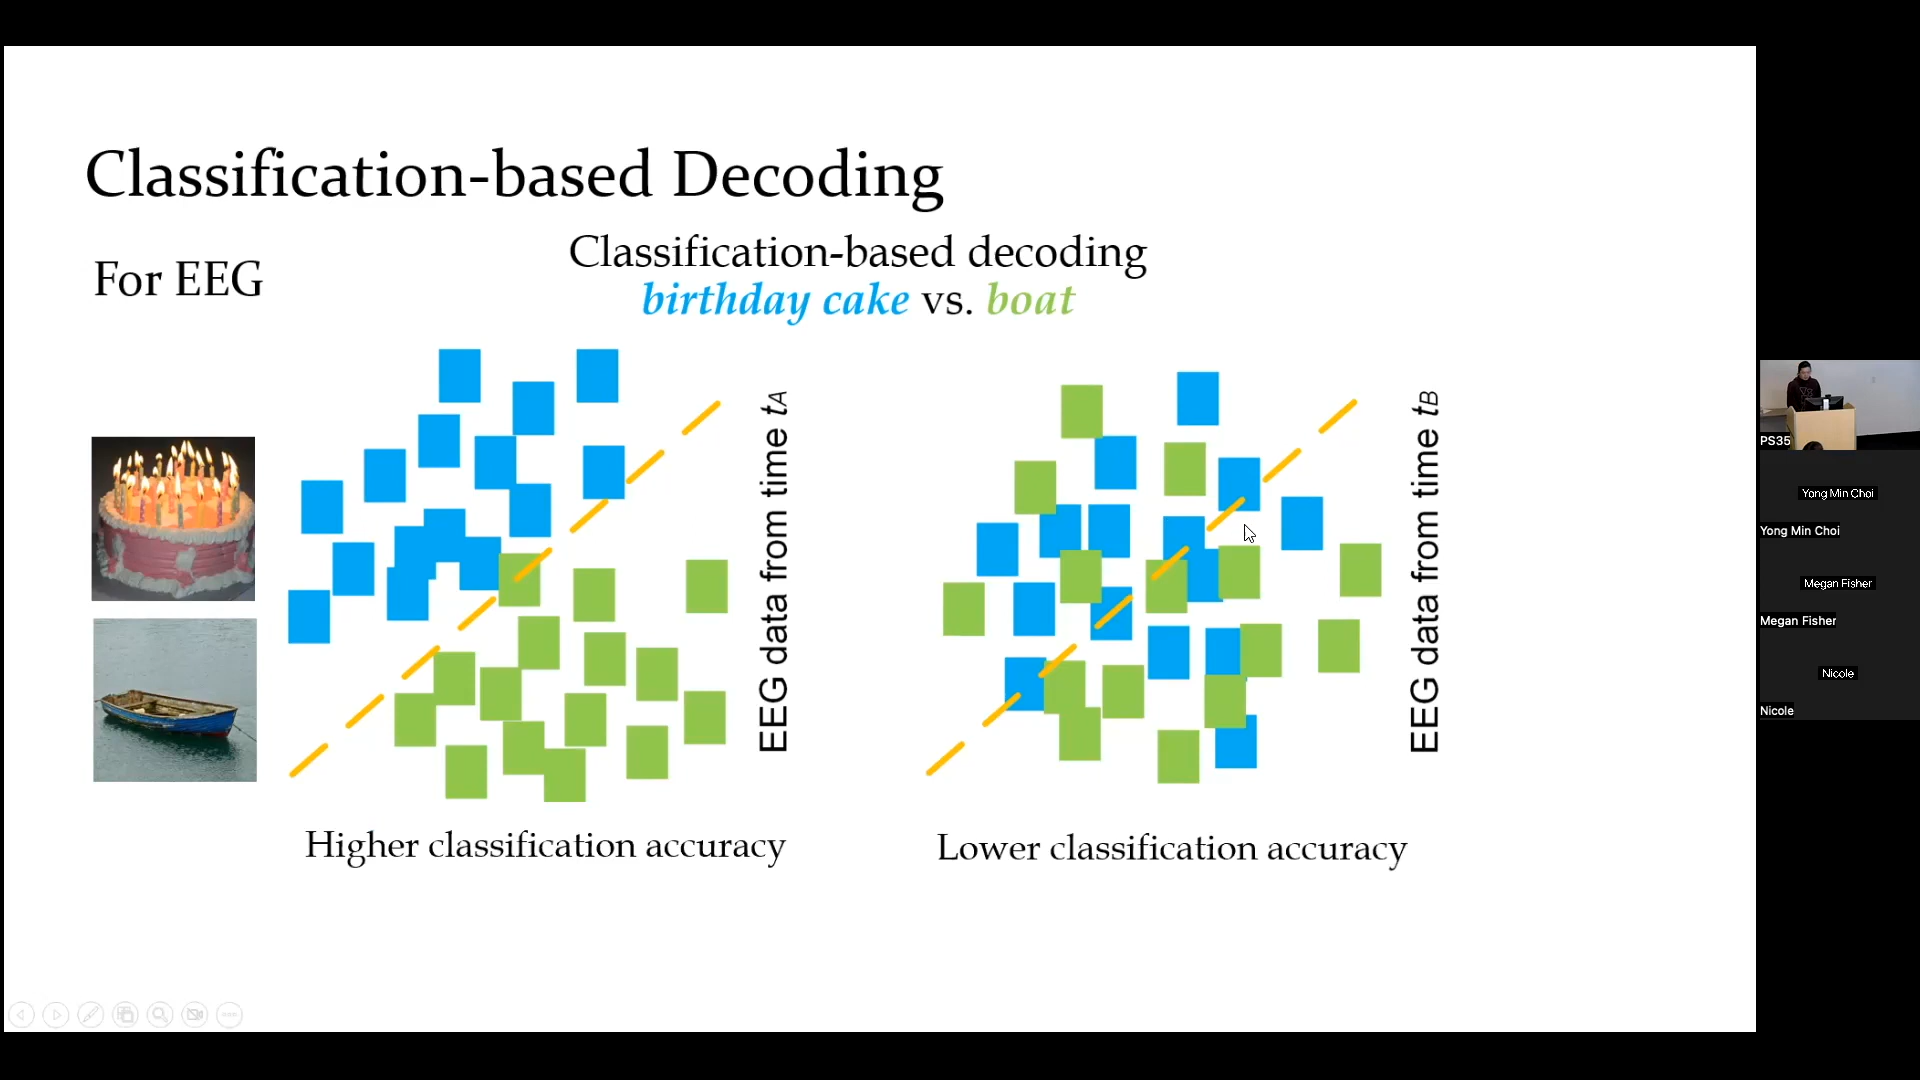 Classification-based Decoding
For EEG
Classification-based decoding
birthday cake vs. boat
EEG data from time tA
EEG data from time tB
Higher classification accuracy
Lower classification accuracy
PS35
Yong Min Choi
Yong Min Choi
Megan Fisher
Megan Fisher
Nicole
Nicole